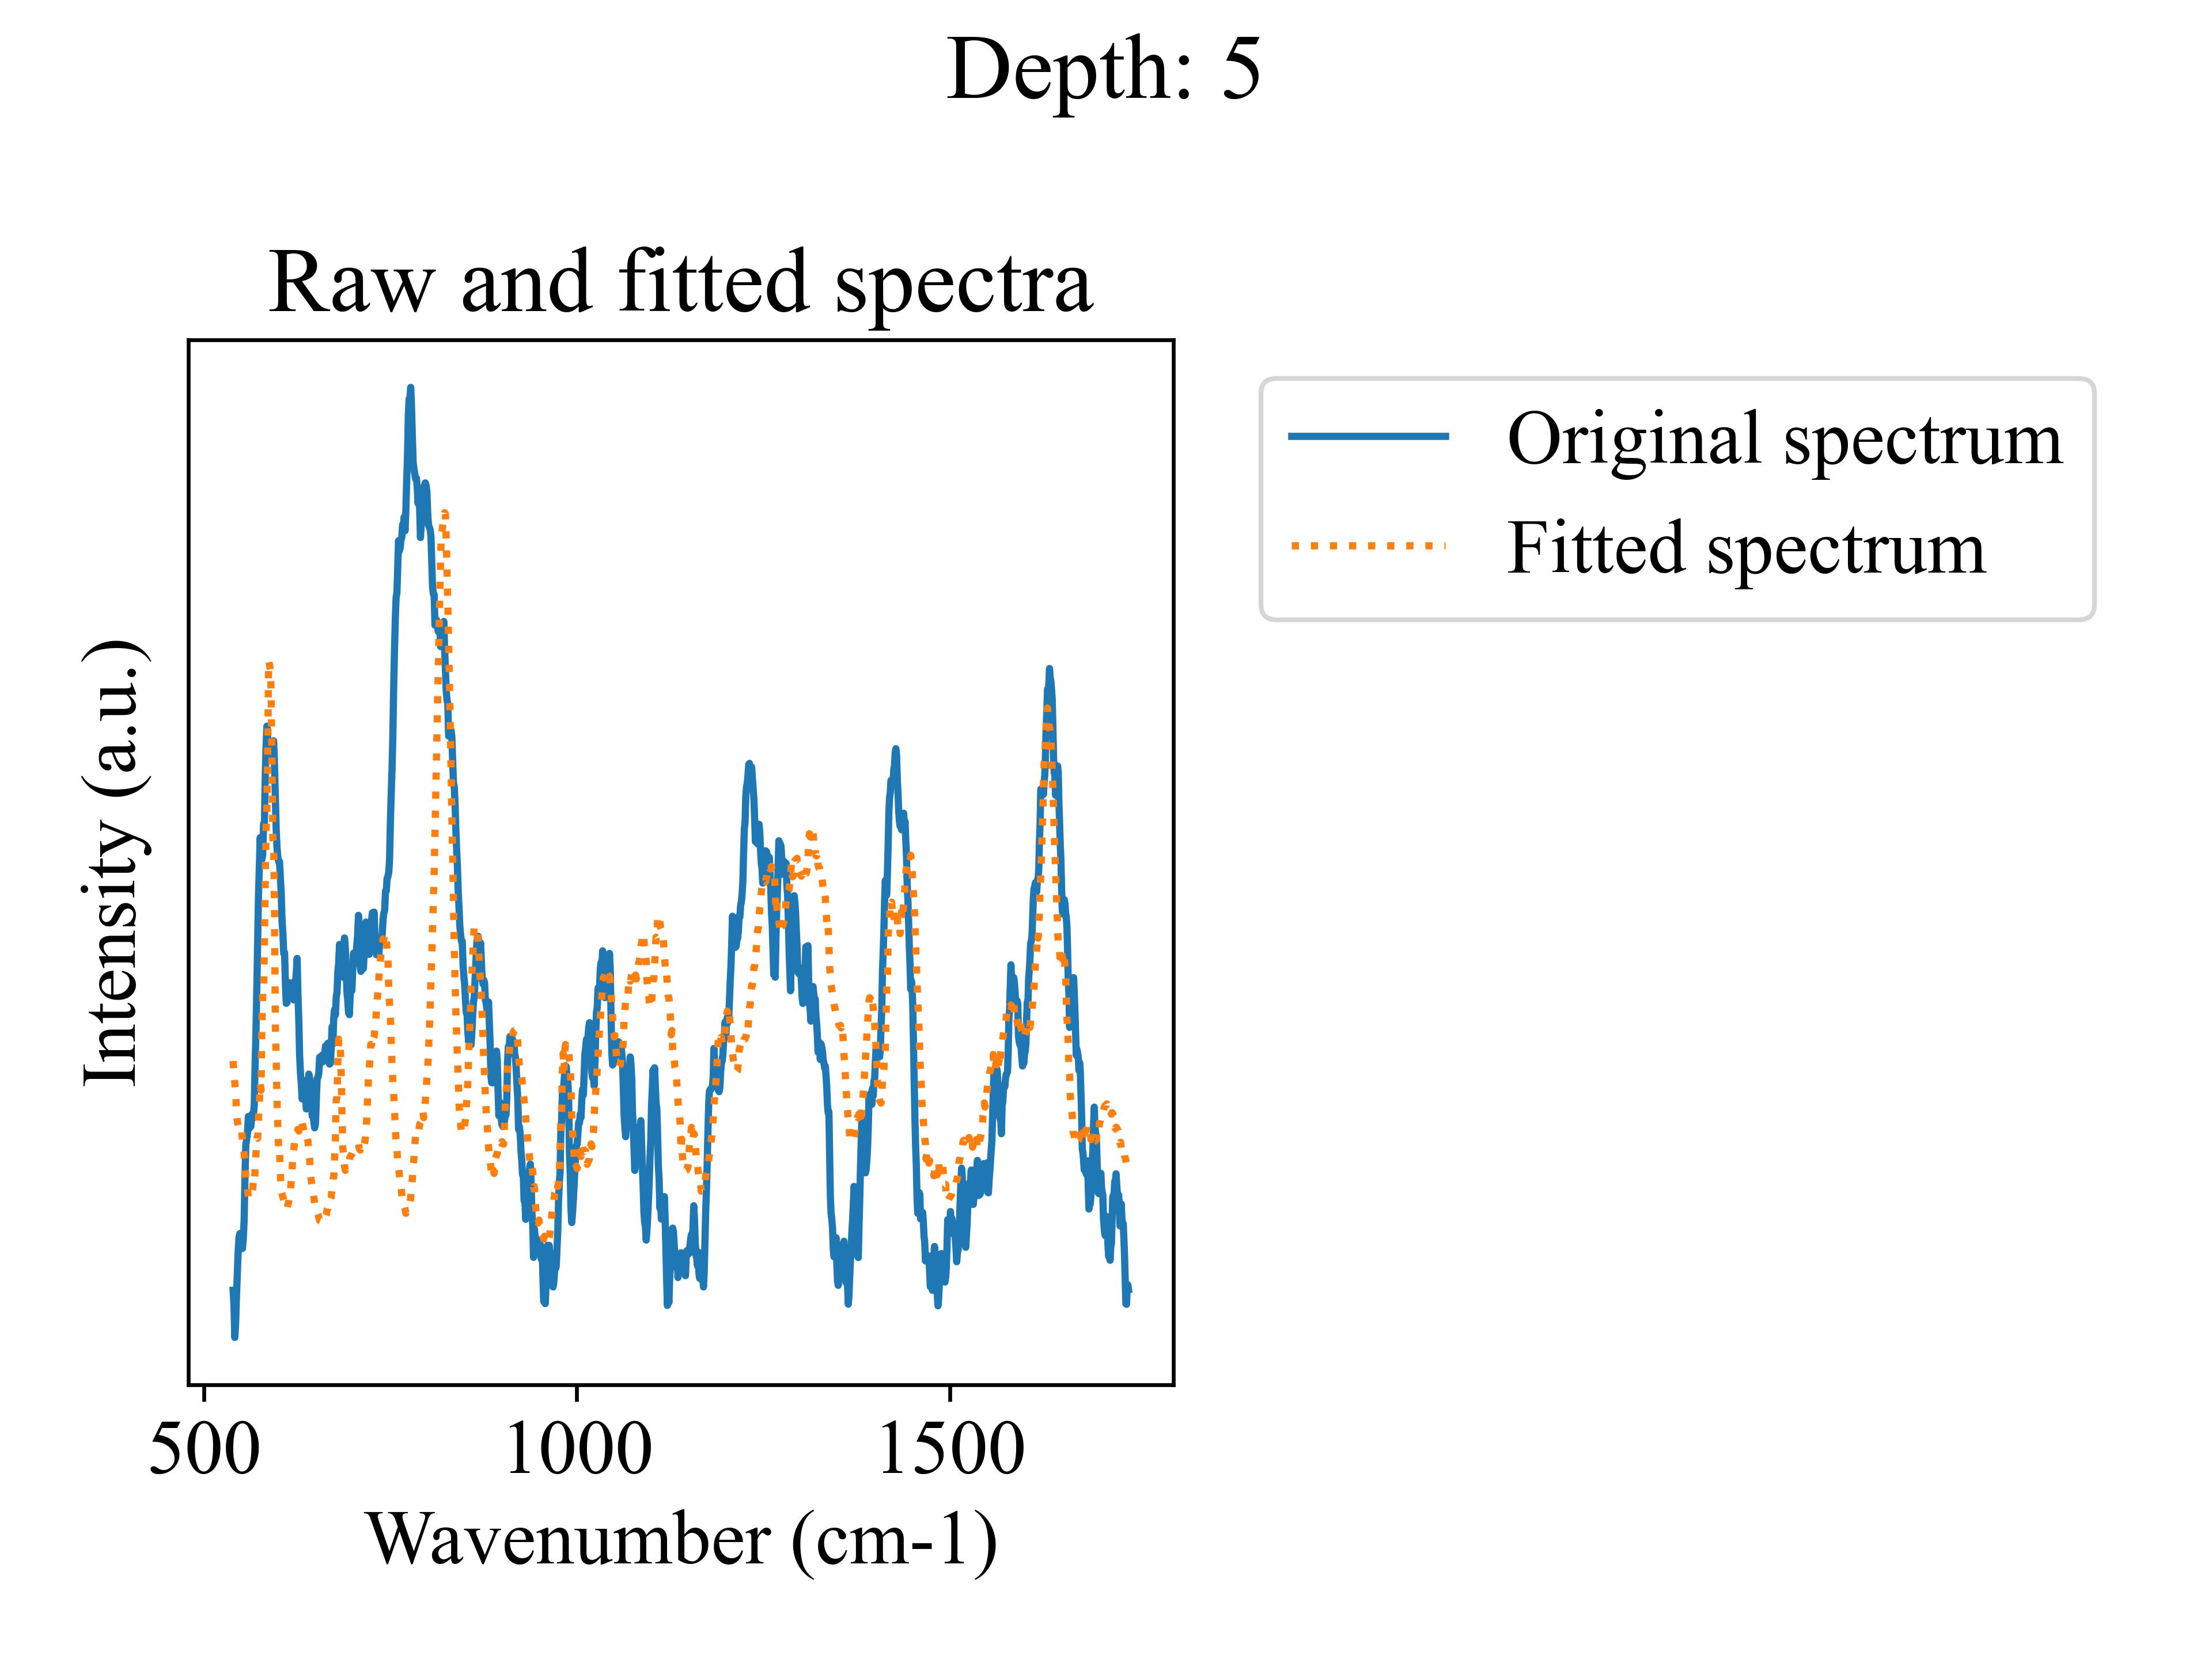 Depth: 5
Raw and fitted spectra
Original spectrum
Fitted spectrum
Intensity (a.u.)
500 1000 1500
Wavenumber (cm-1)